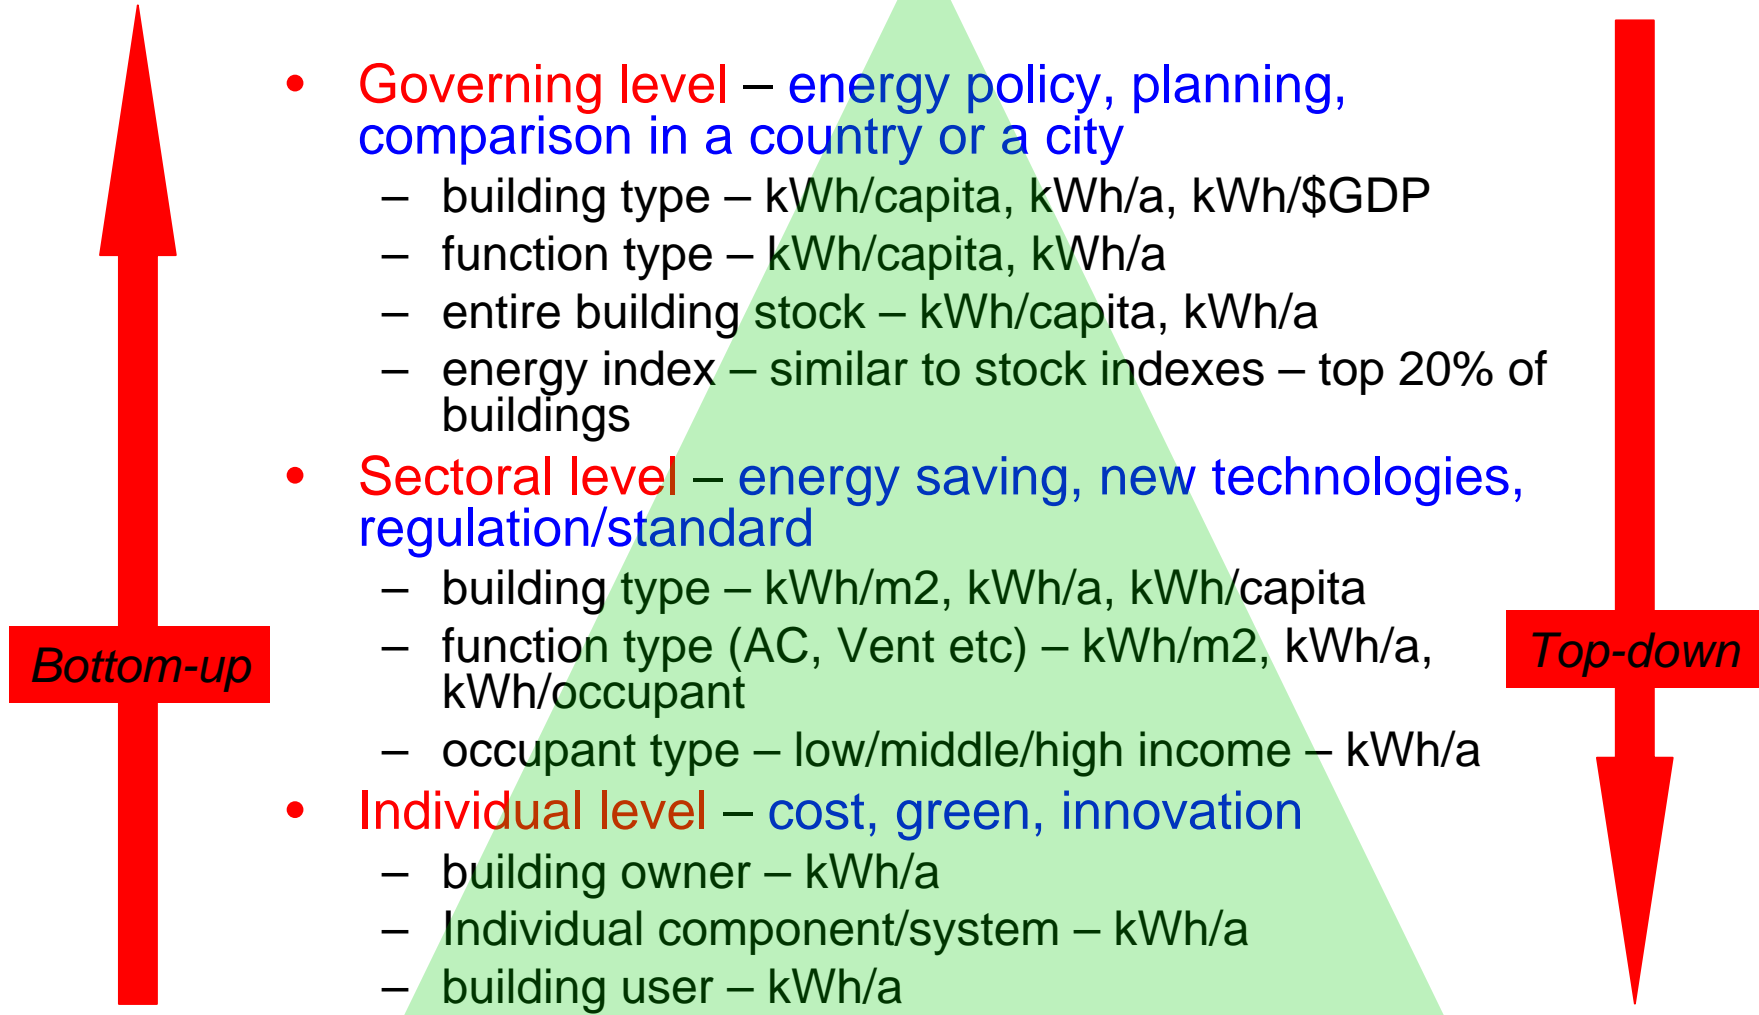 • Governing level – energy policy, planning,
comparison in a country or a city
– building type – kWh/capita, kWh/a, kWh/$GDP
– function type – kWh/capita, kWh/a
– entire building stock – kWh/capita, kWh/a
– energy index – similar to stock indexes – top 20% of
buildings
• Sectoral level – energy saving, new technologies,
regulation/standard
– building type – kWh/m2, kWh/a, kWh/capita
– function type (AC, Vent etc) – kWh/m2, kWh/a,
kWh/occupant
– occupant type – low/middle/high income – kWh/a
• Individual level – cost, green, innovation
– building owner – kWh/a
– Individual component/system – kWh/a
– building user – kWh/a
Bottom-up
Top-down